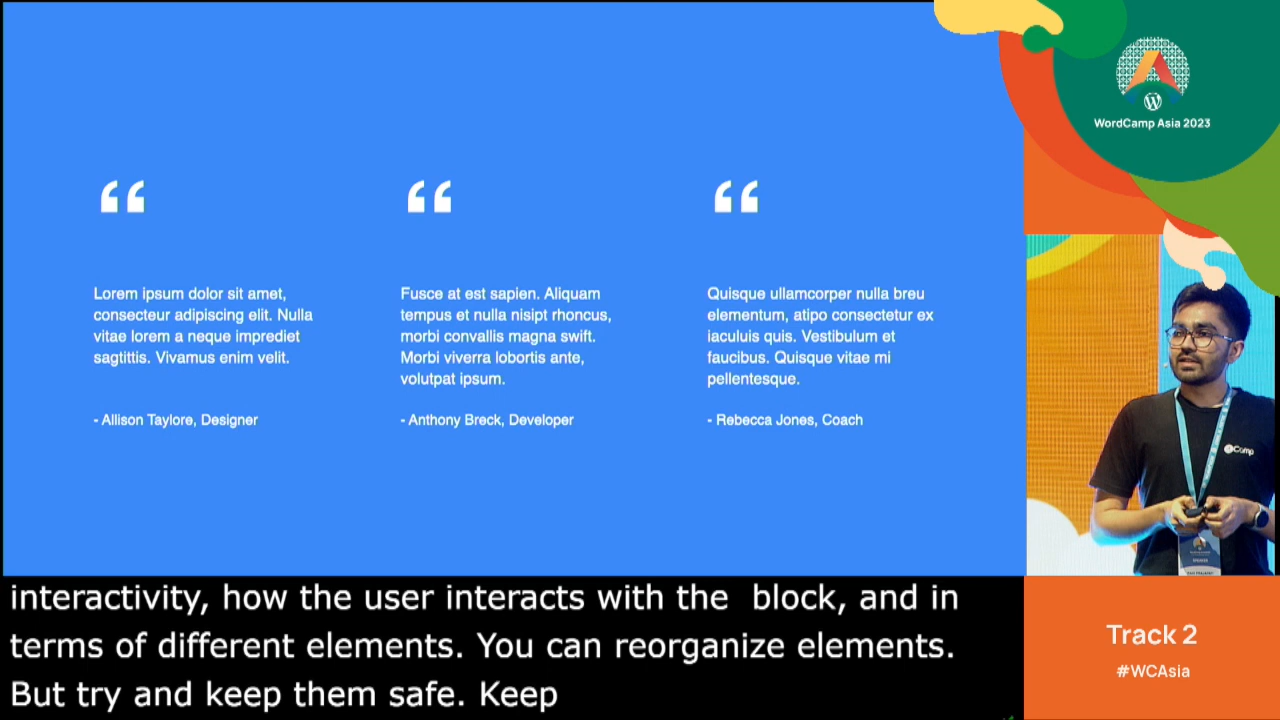 WordCamp Asia 2023
Lorem ipsum dolor sit amet,
consecteur adipiscing elit. Nulla
vitae lorem a neque imprediet
sagtittis. Vivamus enim velit.
- Allison Taylore, Designer
Fusce at est sapien. Aliquam
tempus et nulla nisipt rhoncus,
morbi convallis magna swift.
Morbi viverra lobortis ante,
volutpat ipsum.
- Anthony Breck, Developer
Quisque ullamcorper nulla breu
elementum, atipo consectetur ex
iaculuis quis. Vestibulum et
faucibus. Quisque vitae mi
pellentesque.
- Rebecca Jones, Coach
interactivity, how the user interacts with the block, and in
terms of different elements. You can reorganize elements.
But try and keep them safe. Keep
Track 2
#WCAsia